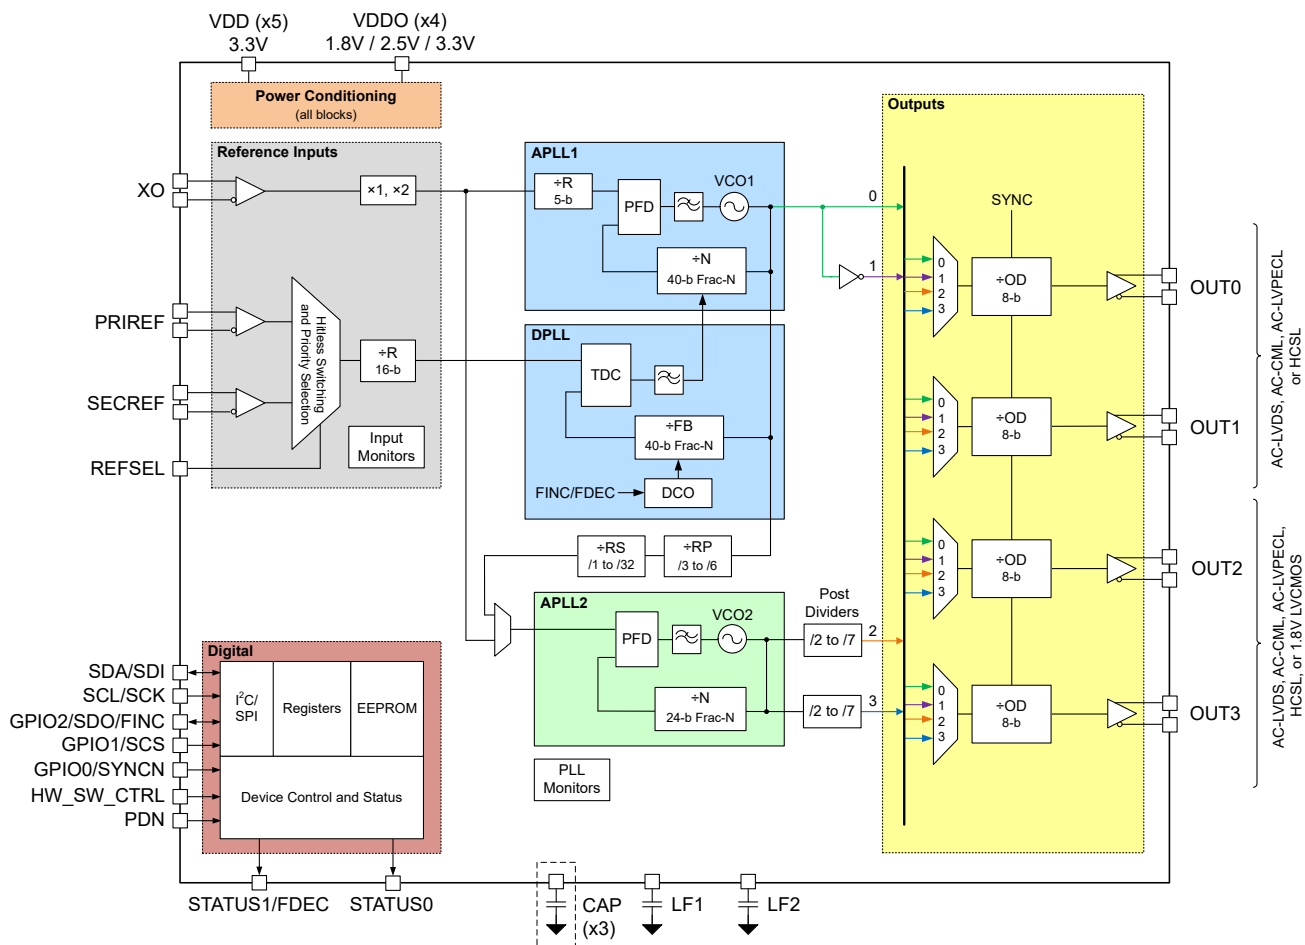 VDD (x5)
3.3V
VDDO (x4)
1.8V / 2.5V / 3.3V
Power Conditioning
(all blocks)
Reference Inputs
XO
×1, ×2
PRIREF
SECREF
REFSEL
Hitless Switching
and Priority Selection
÷R
16-b
Input
Monitors
APLL1
÷R
5-b
PFD
VCO1
÷N
40-b Frac-N
DPLL
TDC
÷FB
40-b Frac-N
FINC/FDEC
DCO
÷RS
/1 to /32
÷RP
/3 to /6
APLL2
PFD
VCO2
÷N
24-b Frac-N
PLL
Monitors
Post
Dividers
/2 to /7
/2 to /7
0
1
2
3
Outputs
SYNC
0
1
2
3
÷OD
8-b
OUT0
0
1
2
3
÷OD
8-b
OUT1
0
1
2
3
÷OD
8-b
OUT2
0
1
2
3
÷OD
8-b
OUT3
AC-LVDS, AC-CML, AC-LVPECL,
or HCSL
AC-LVDS, AC-CML, AC-LVPECL,
HCSL, or 1.8V LVCMOS
Digital
SDA/SDI
SCL/SCK
GPIO2/SDO/FINC
GPIO1/SCS
GPIO0/SYNCN
HW_SW_CTRL
PDN
I²C/
SPI
Registers
EEPROM
Device Control and Status
STATUS1/FDEC
STATUS0
CAP
(x3)
LF1
LF2